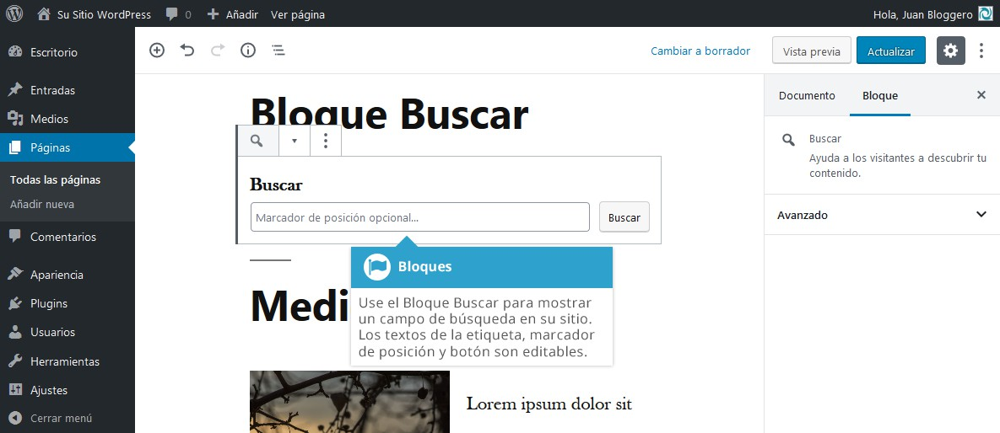 Su Sitio WordPress 0 Añadir Ver página Hola, Juan Bloggero
Escritorio
Entradas
Medios
Páginas
Todas las páginas
Añadir nueva
Comentarios
Apariencia
Plugins
Usuarios
Herramientas
Ajustes
Cerrar menú
Cambiar a borrador Vista previa Actualizar
Bloque Buscar
Buscar
Marcador de posición opcional... Buscar
Bloques
Use el Bloque Buscar para mostrar
un campo de búsqueda en su sitio.
Los textos de la etiqueta, marcador
de posición y botón son editables.
Medi
Lorem ipsum dolor sit
Documento Bloque
Buscar
Ayuda a los visitantes a descubrir tu
contenido.
Avanzado